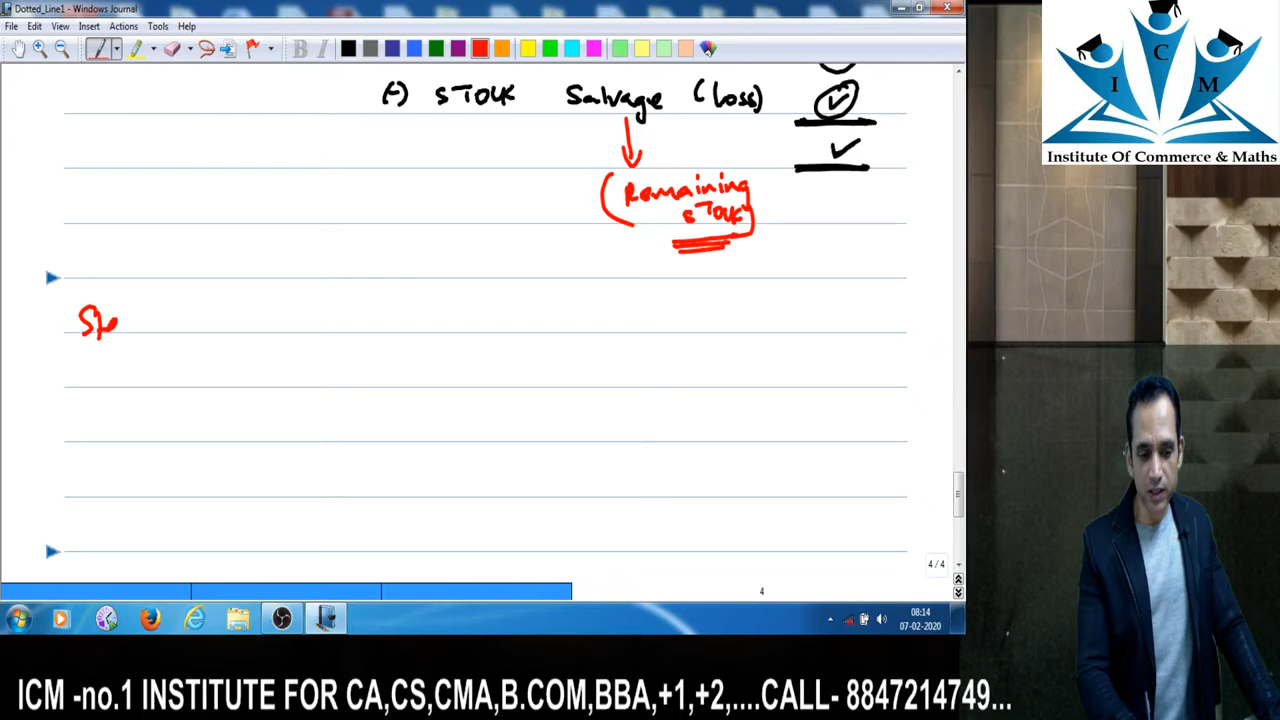 Dotted_Line1 - Windows Journal
File Edit View Insert Actions Tools Help
B I
(-) STOCK Salvage (loss)
(Remaining
STOCK)
4/4
4
08:14
07-02-2020
I C M
Institute Of Commerce & Maths
ICM -no.1 INSTITUTE FOR CA,CS,CMA,B.COM,BBA,+1,+2,....CALL- 8847214749...